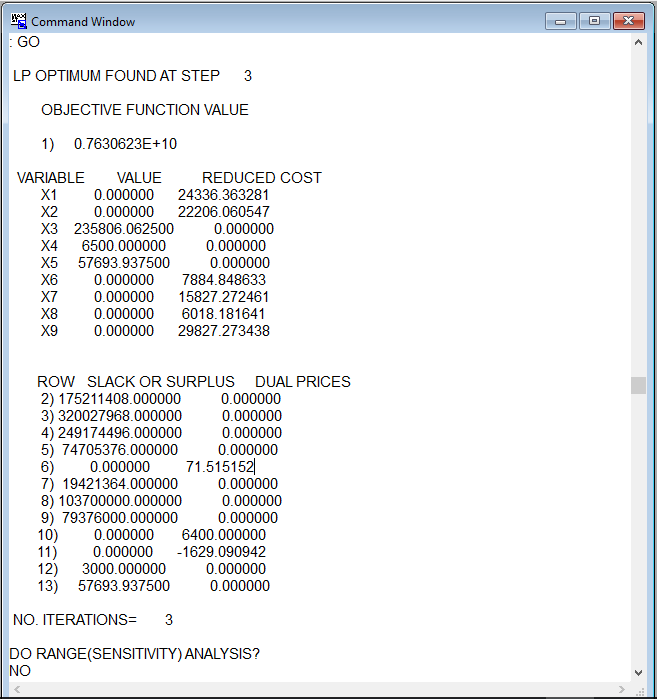 Command Window
: GO
LP OPTIMUM FOUND AT STEP 3
OBJECTIVE FUNCTION VALUE
1) 0.7630623E+10
VARIABLE VALUE REDUCED COST
X1 0.000000 24336.363281
X2 0.000000 22206.060547
X3 235806.062500 0.000000
X4 6500.000000 0.000000
X5 57693.937500 0.000000
X6 0.000000 7884.848633
X7 0.000000 15827.272461
X8 0.000000 6018.181641
X9 0.000000 29827.273438
ROW SLACK OR SURPLUS DUAL PRICES
2) 175211408.000000 0.000000
3) 320027968.000000 0.000000
4) 249174496.000000 0.000000
5) 74705376.000000 0.000000
6) 0.000000 71.515152
7) 19421364.000000 0.000000
8) 103700000.000000 0.000000
9) 79376000.000000 0.000000
10) 0.000000 6400.000000
11) 0.000000 -1629.090942
12) 3000.000000 0.000000
13) 57693.937500 0.000000
NO. ITERATIONS= 3
DO RANGE(SENSITIVITY) ANALYSIS?
NO